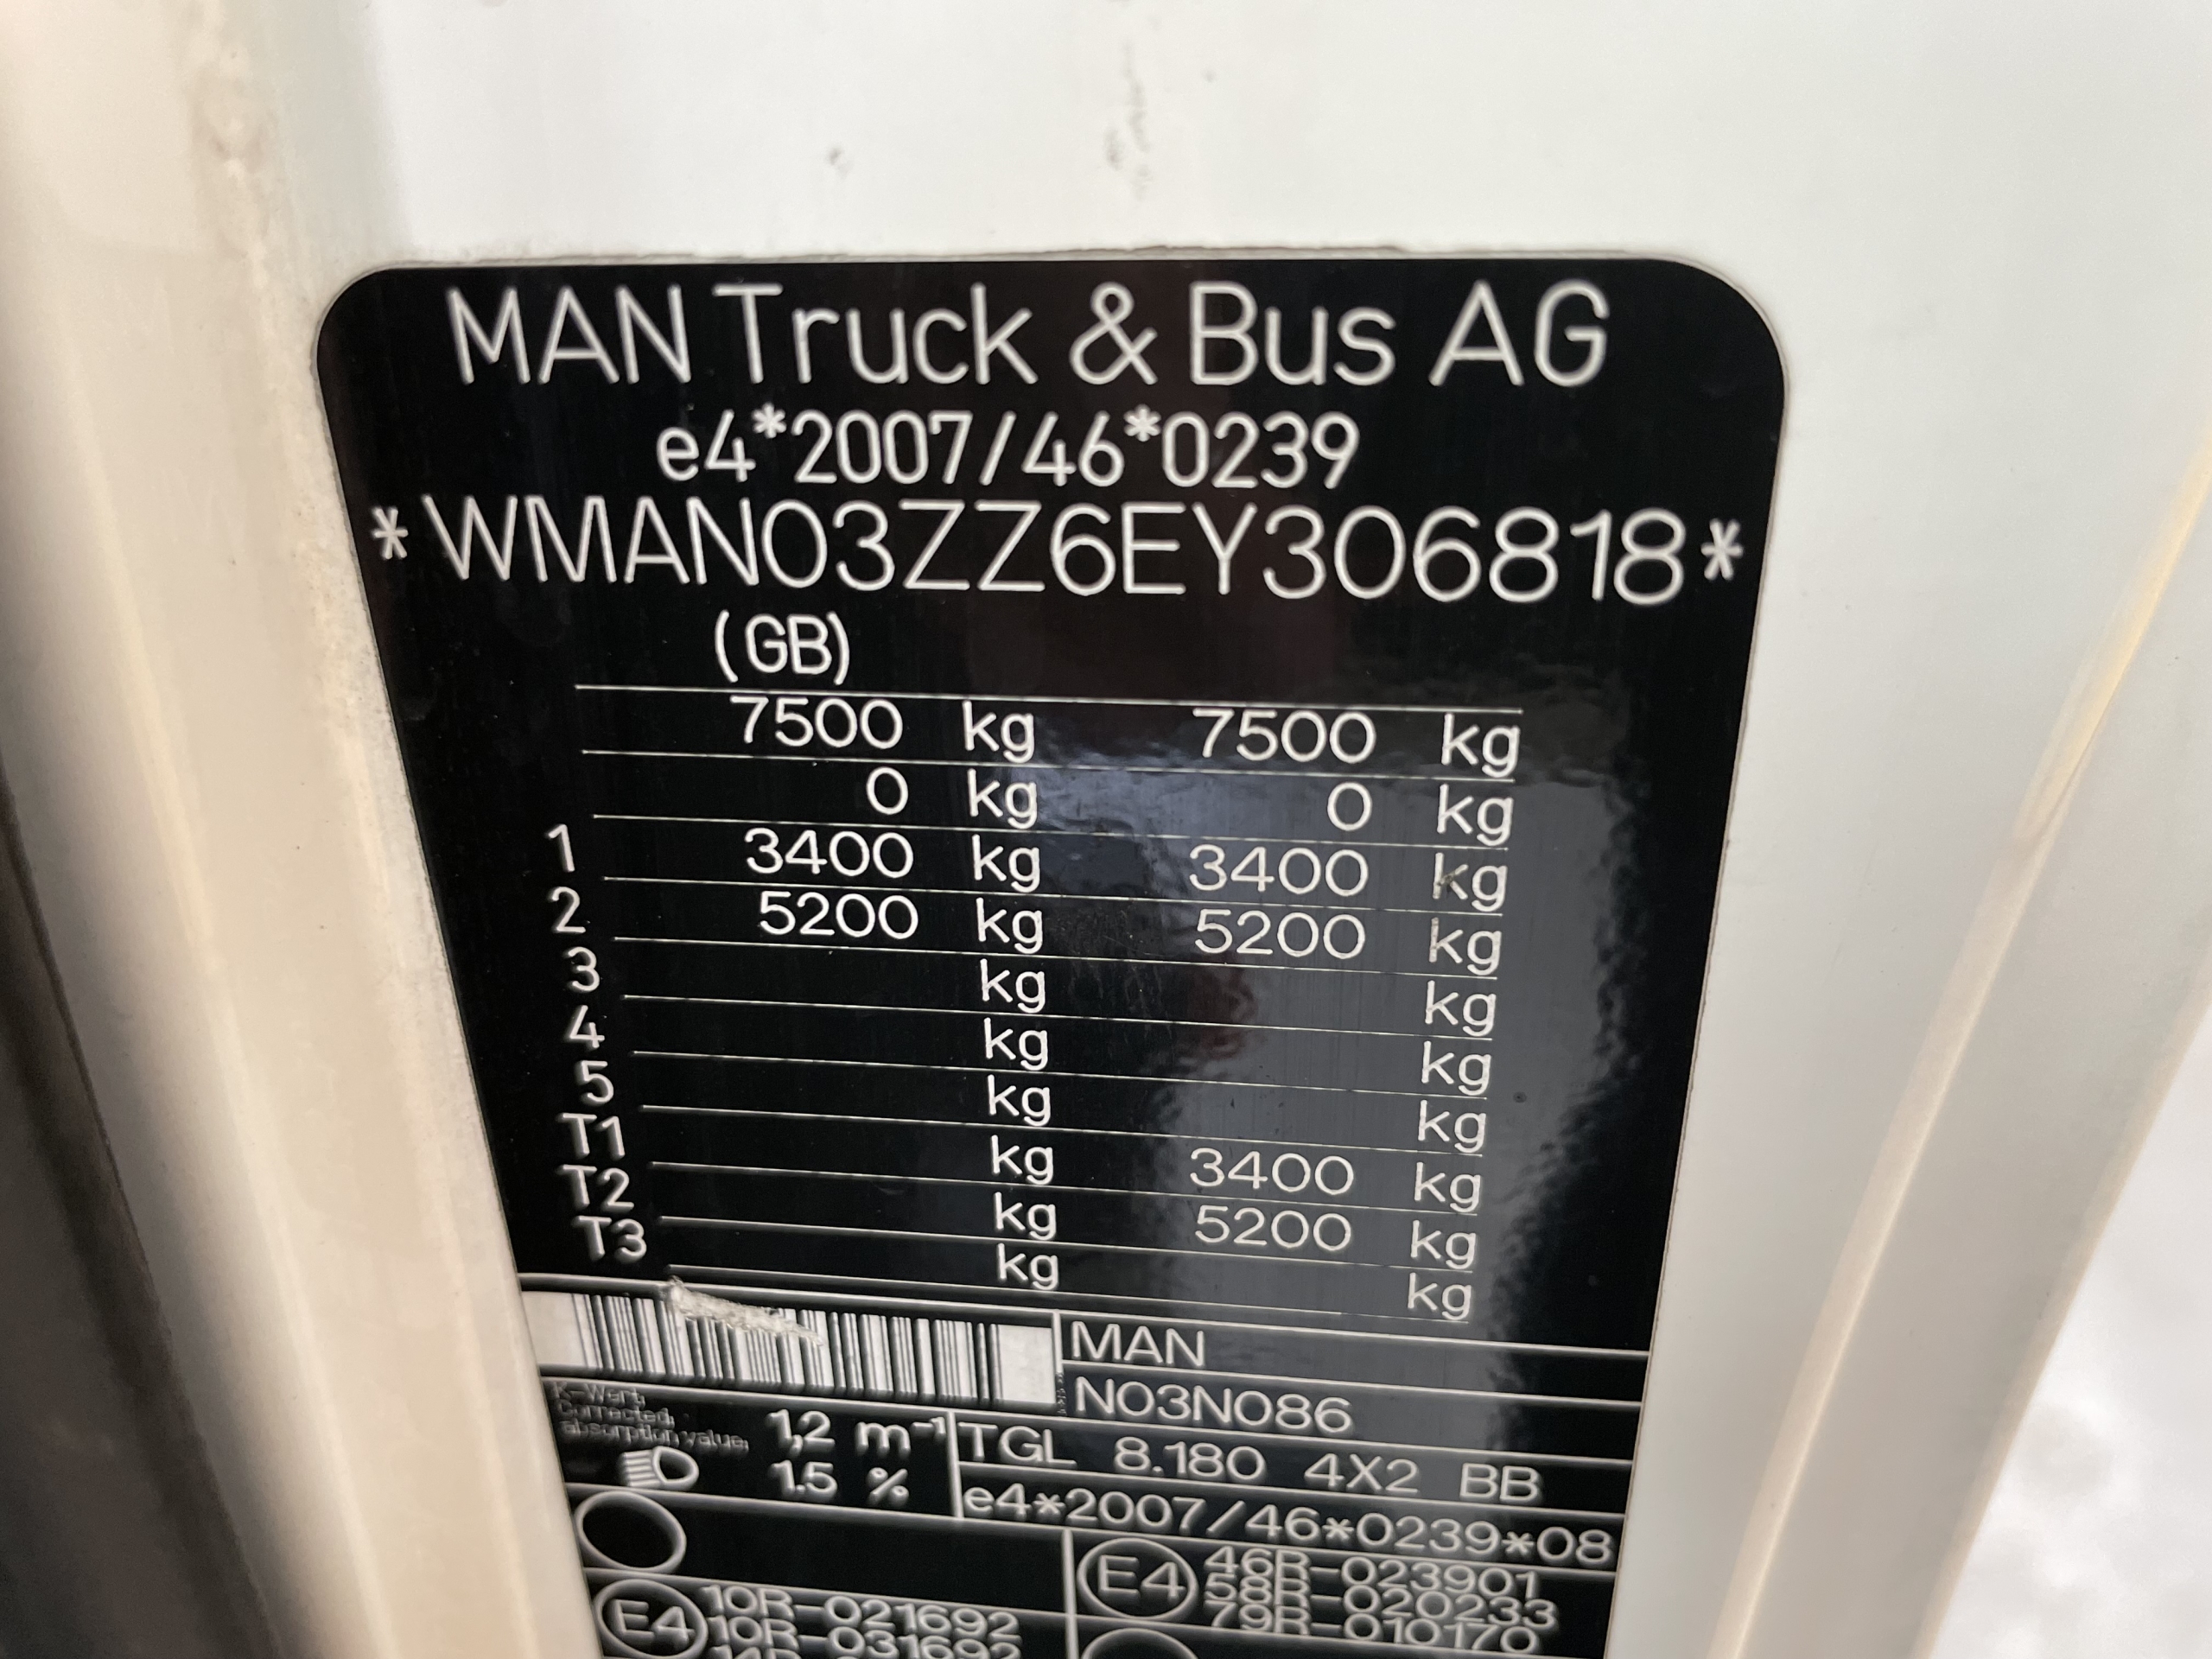 MAN Truck & Bus AG
e4*2007/46*0239
*WMAN03ZZ6EY306818*
(GB)
7500 kg 7500 kg
0 kg 0 kg
1 3400 kg 3400 kg
2 5200 kg 5200 kg
3 kg kg
4 kg kg
5 kg kg
T1 kg 3400 kg
T2 kg 5200 kg
T3 kg kg
MAN
N03N086
K-Wert,
Corrected,
absorption value,
1,2 m⁻¹
TGL 8.180 4X2 BB
1.5 %
e4*2007/46*0239*08
E4
46R-023901
58R-020233
79R-010170
E4
10R-021692
10R-031692